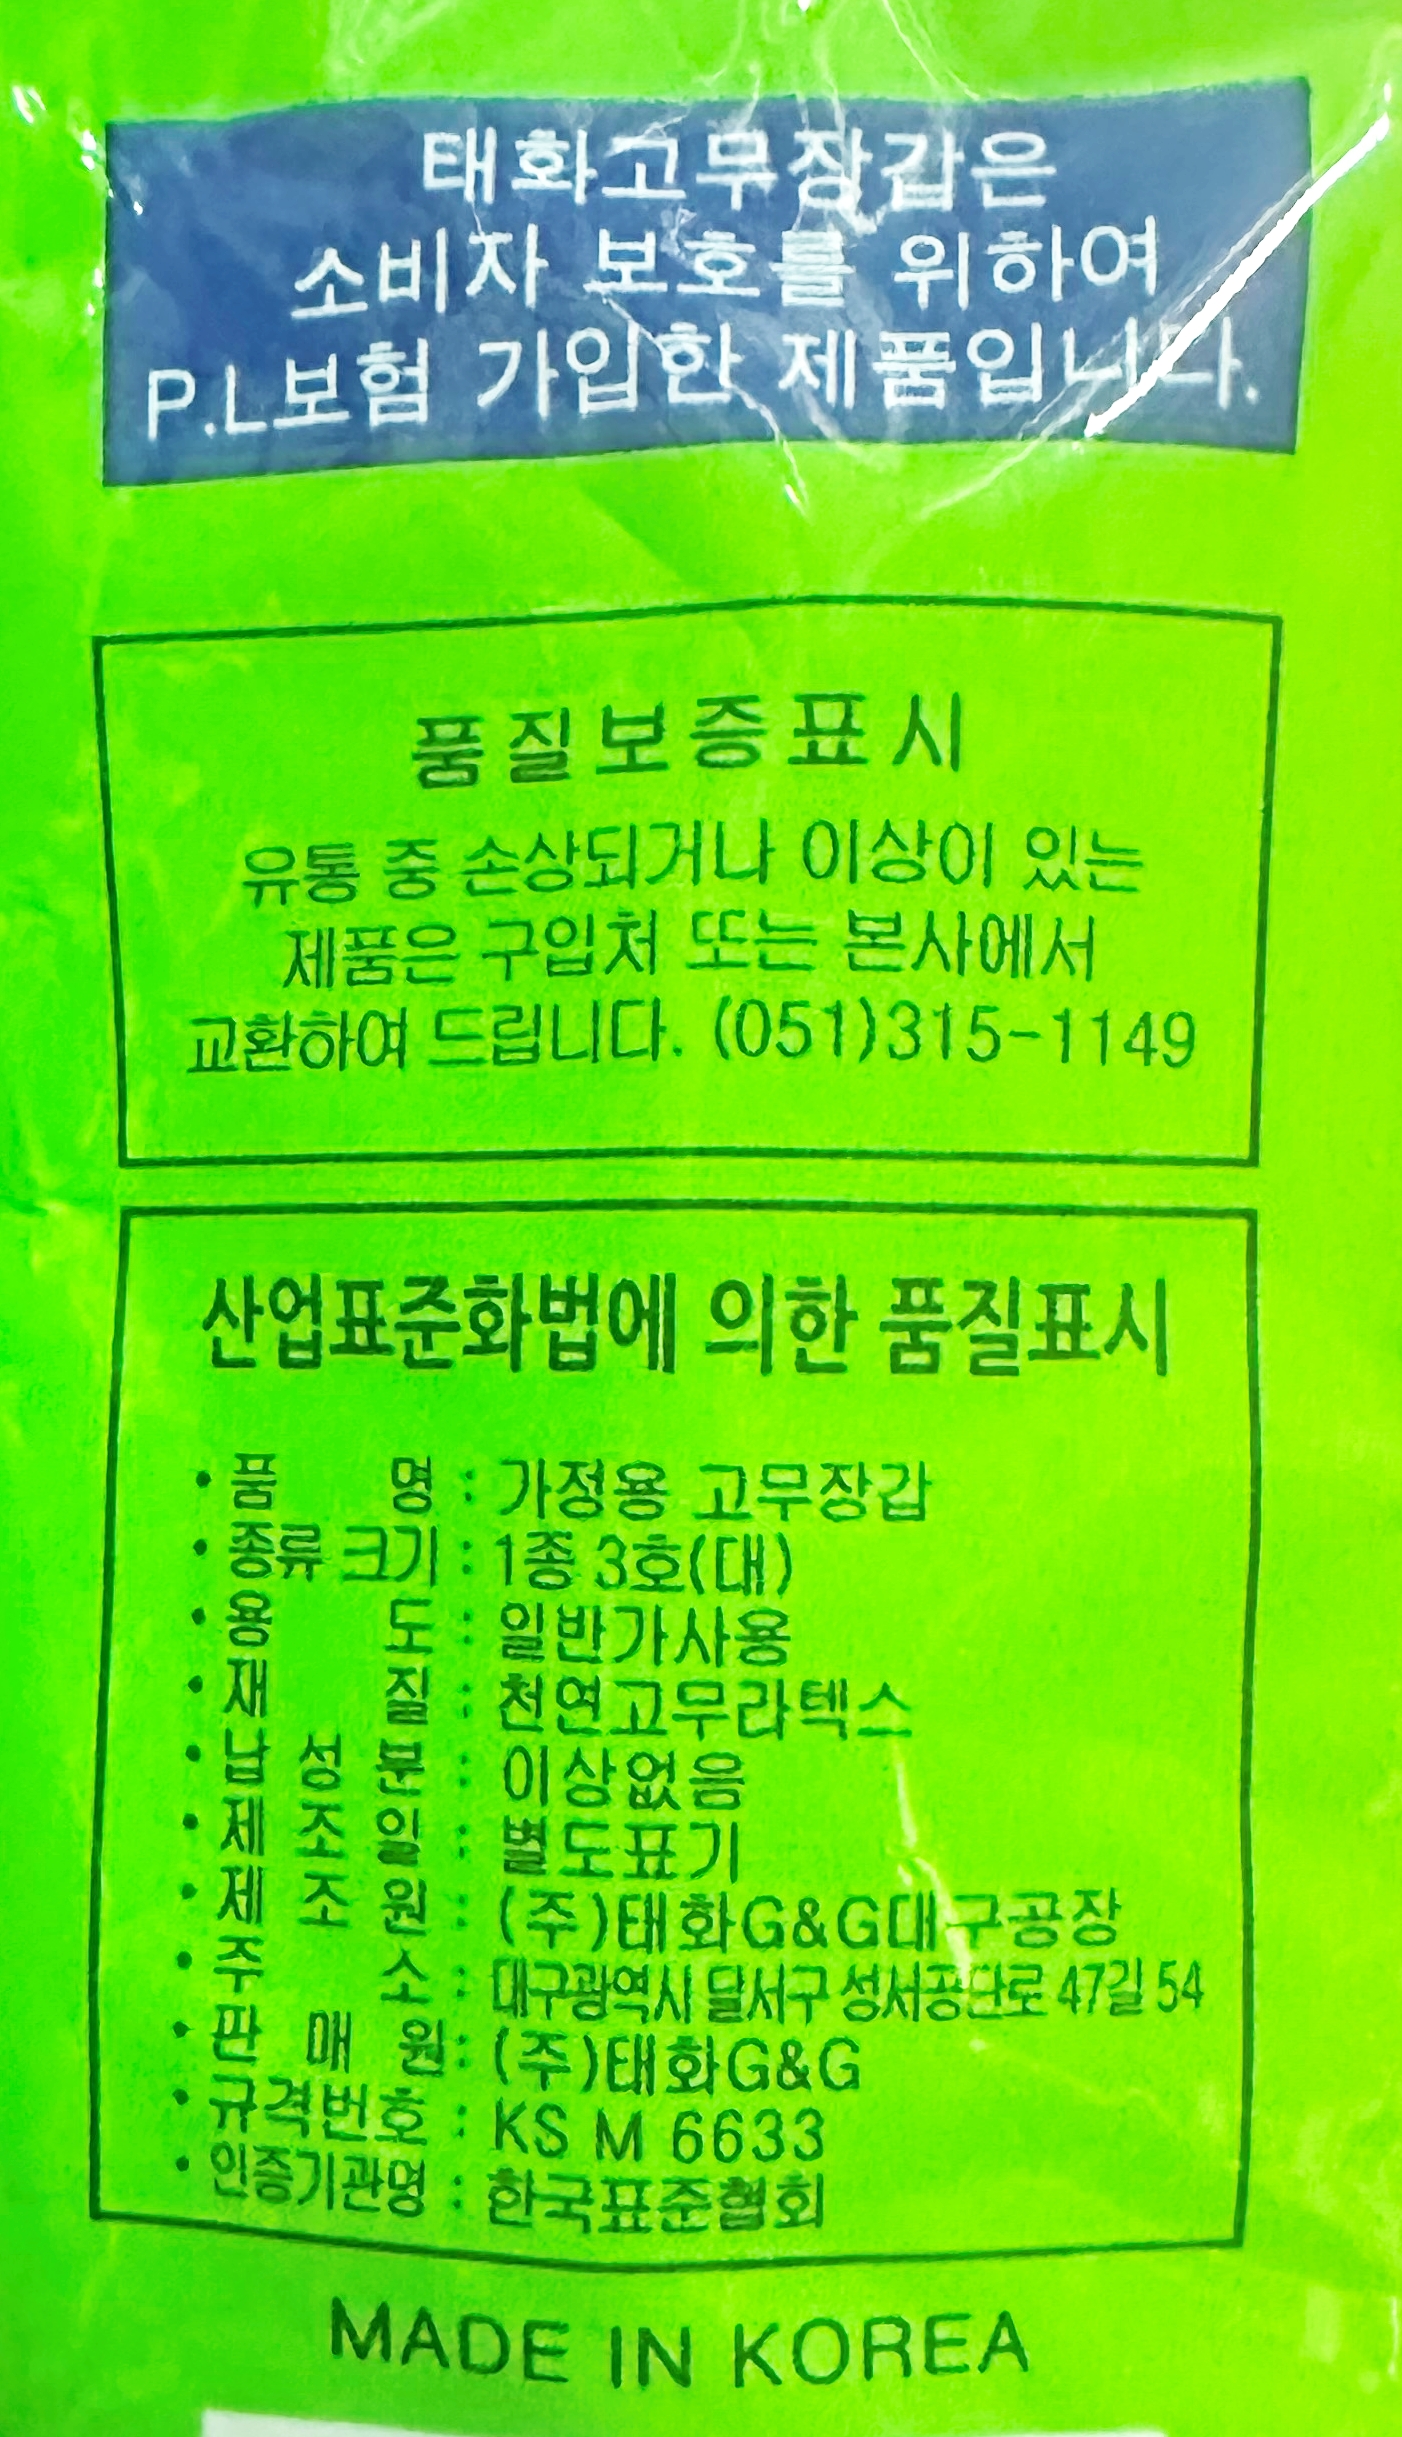 태화고무장갑은
소비자 보호를 위하여
P.L보험 가입한 제품입니다.
품질보증표시
유통 중 손상되거나 이상이 있는
제품은 구입처 또는 본사에서
교환하여 드립니다. (051)315-1149
산업표준화법에 의한 품질표시
· 품 명 : 가정용 고무장갑
· 종류 크기 : 1종 3호(대)
· 용 도 : 일반가사용
· 재 질 : 천연고무라텍스
· 납 성 분 : 이상없음
· 제 조 일 : 별도표기
· 제 조 원 : (주)태화G&G대구공장
· 주 소 : 대구광역시 달서구 성서공단로 47길 54
· 판 매 원 : (주)태화G&G
· 규격번호 : KS M 6633
· 인증기관명 : 한국표준협회
MADE IN KOREA